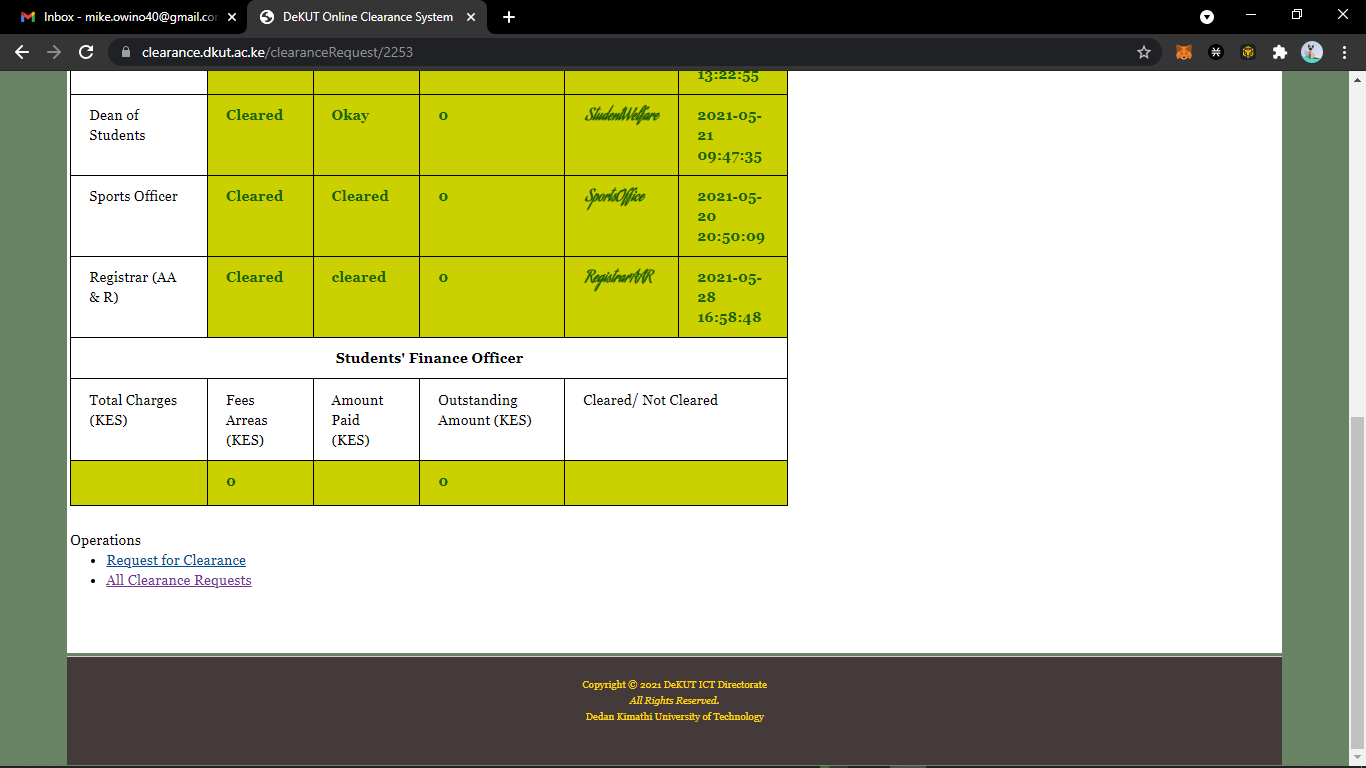 Inbox - mike.owino40@gmail.co
DeKUT Online Clearance System
clearance.dkut.ac.ke/clearanceRequest/2253
13:22:55
Dean of Students Cleared Okay 0 StudentWelfare 2021-05-21 09:47:35
Sports Officer Cleared Cleared 0 SportsOffice 2021-05-20 20:50:09
Registrar (AA & R) Cleared cleared 0 RegistrarAAR 2021-05-28 16:58:48
Students' Finance Officer
Total Charges (KES) Fees Arreas (KES) Amount Paid (KES) Outstanding Amount (KES) Cleared/ Not Cleared
0 0
Operations
Request for Clearance
All Clearance Requests
Copyright © 2021 DeKUT ICT Directorate
All Rights Reserved.
Dedan Kimathi University of Technology